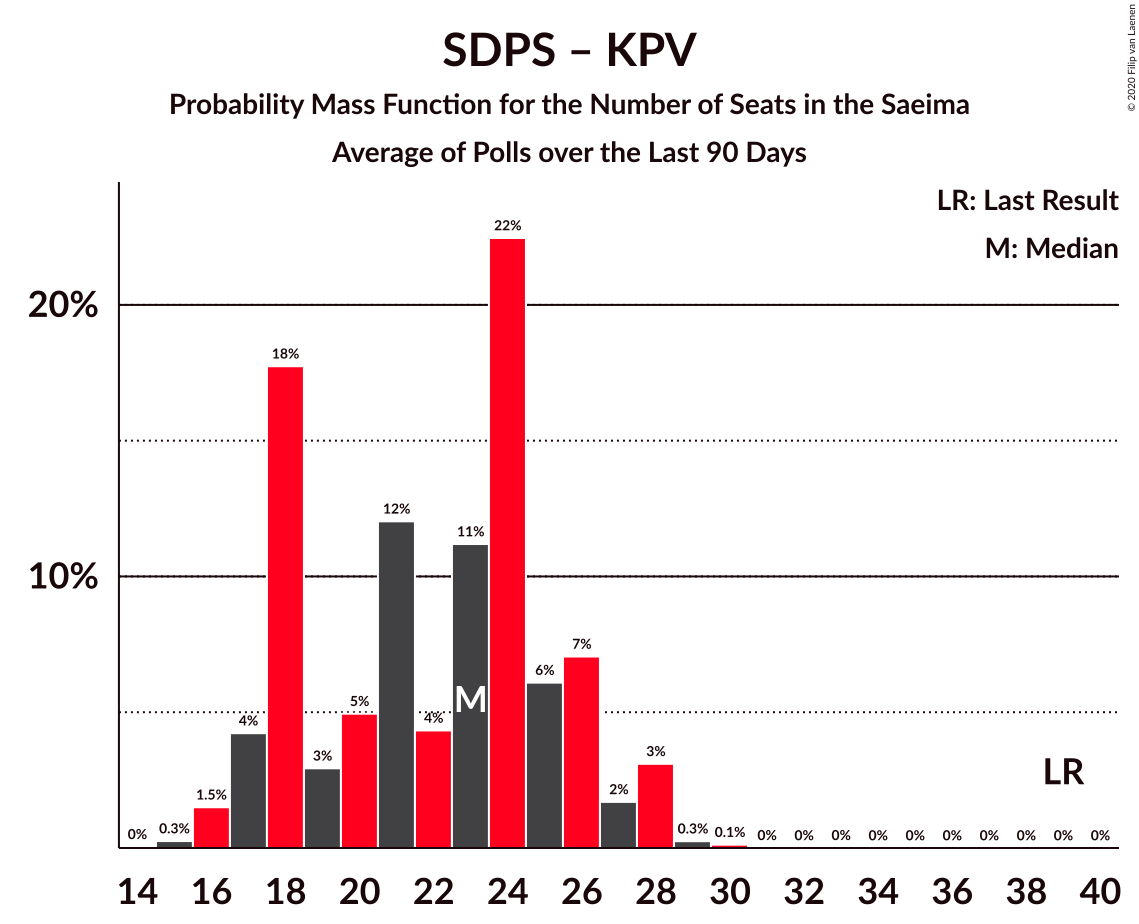 SDPS – KPV
Probability Mass Function for the Number of Seats in the Saeima
Average of Polls over the Last 90 Days
© 2020 Filip van Laenen
LR: Last Result
M: Median
20%
10%
0% 0.3% 1.5% 4% 18% 3% 5% 12% 4% 11% 22% 6% 7% 2% 3% 0.3% 0.1% 0% 0% 0% 0% 0% 0% 0% 0% 0% 0%
M
LR
14 16 18 20 22 24 26 28 30 32 34 36 38 40